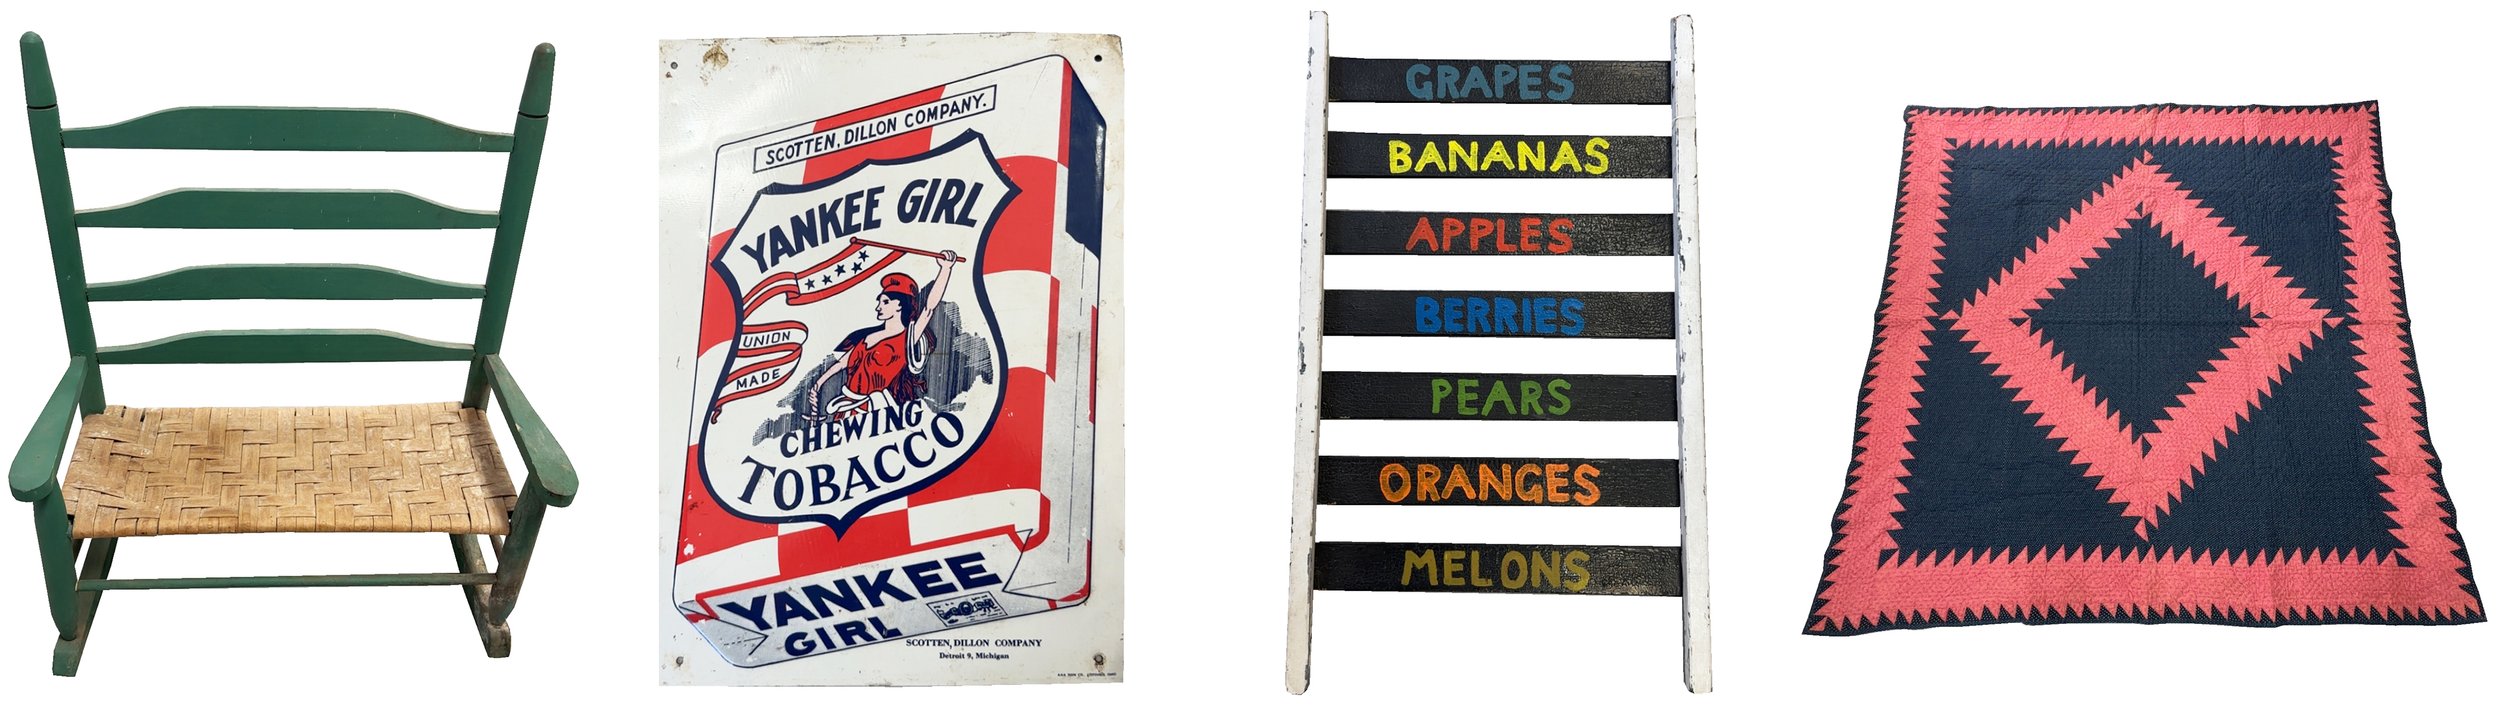 SCOTTEN, DILLON COMPANY.
YANKEE GIRL
UNION
MADE
CHEWING
TOBACCO
YANKEE
GIRL
SCOTTEN, DILLON COMPANY
Detroit 9, Michigan
GRAPES
BANANAS
APPLES
BERRIES
PEARS
ORANGES
MELONS